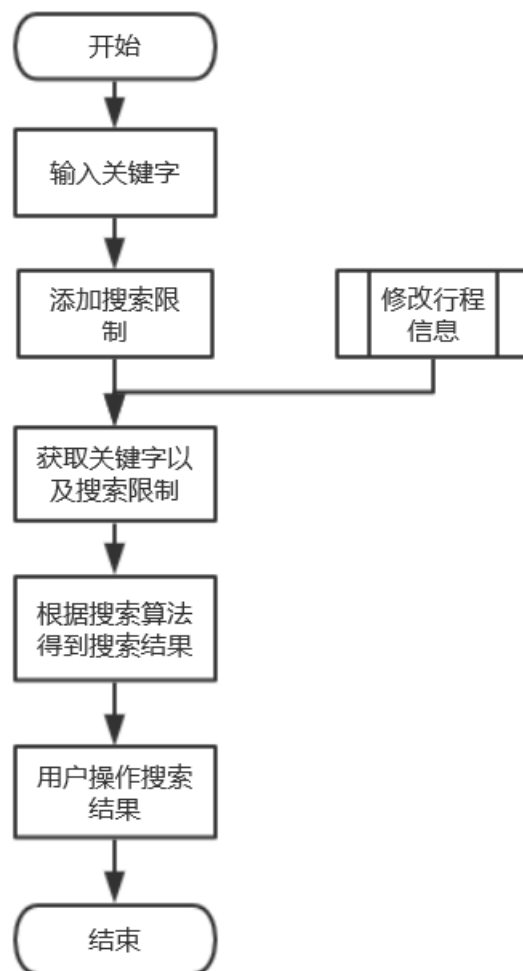 开始
输入关键字
添加搜索限
制
修改行程
信息
获取关键字以
及搜索限制
根据搜索算法
得到搜索结果
用户操作搜索
结果
结束